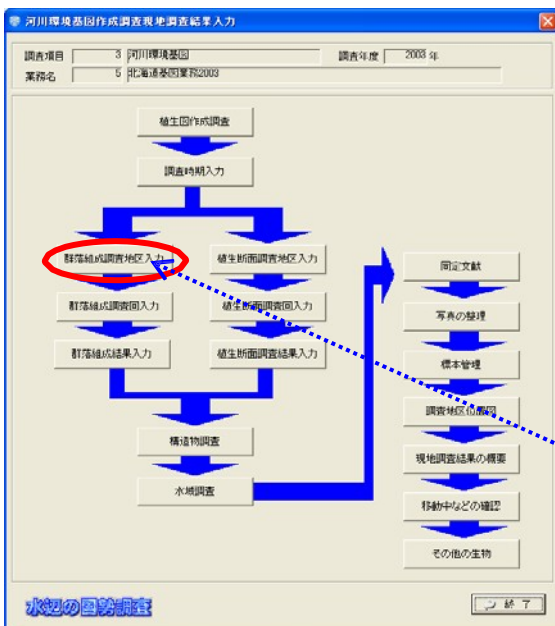 河川環境基図作成調査現地調査結果入力
調査項目 3 河川環境基図 調査年度 2003 年
業務名 5 北海道基図業務2003
植生図作成調査
調査時期入力
群落組成調査地区入力
群落組成調査回入力
群落組成結果入力
植生断面調査地区入力
植生断面調査回入力
植生断面調査結果入力
構造物調査
水域調査
同定文献
写真の整理
標本管理
調査地区位置図
現地調査結果の概要
移動中などの確認
その他の生物
水辺の国勢調査
終了